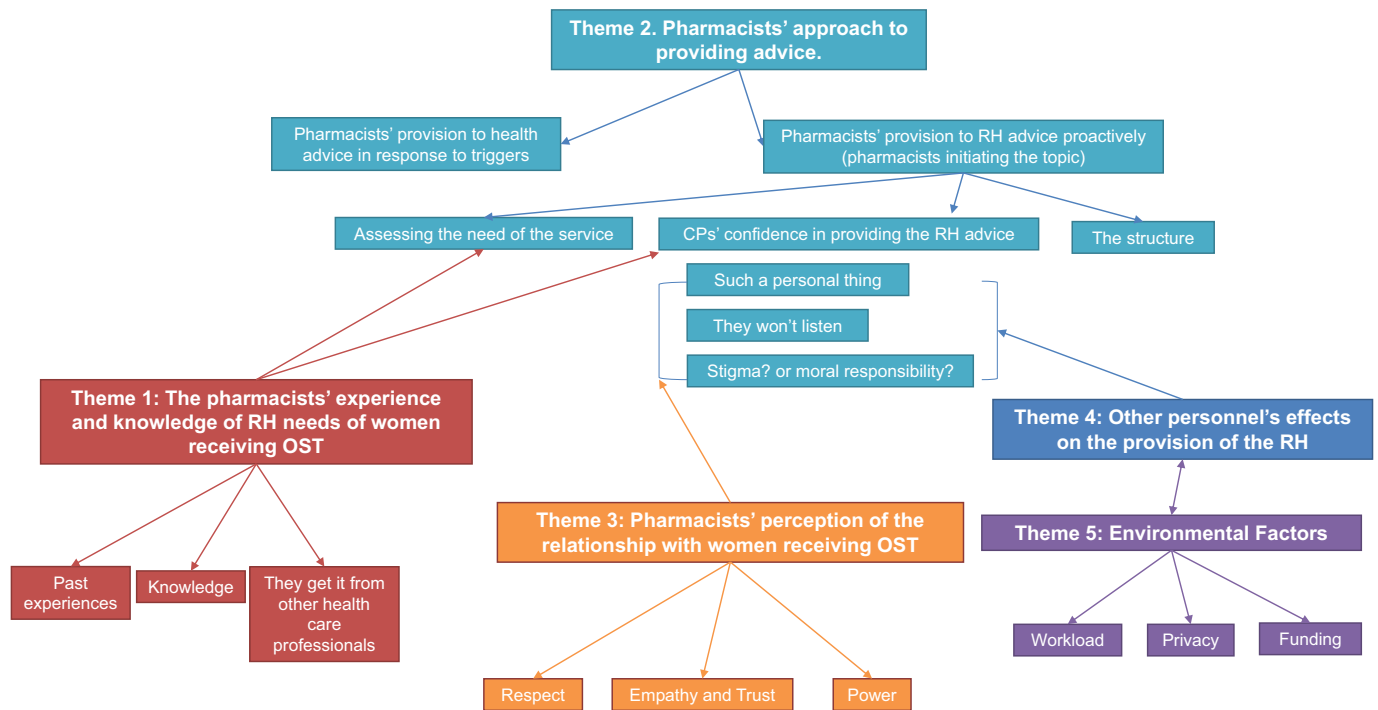 Theme 2. Pharmacists' approach to
providing advice.
Pharmacists' provision to health
advice in response to triggers
Pharmacists' provision to RH advice proactively
(pharmacists initiating the topic)
Assessing the need of the service
CPs' confidence in providing the RH advice
The structure
Such a personal thing
They won't listen
Stigma? or moral responsibility?
Theme 1: The pharmacists' experience
and knowledge of RH needs of women
receiving OST
Theme 4: Other personnel's effects
on the provision of the RH
Theme 3: Pharmacists' perception of the
relationship with women receiving OST
Theme 5: Environmental Factors
Past
experiences
Knowledge
They get it from
other health
care
professionals
Workload
Privacy
Funding
Respect
Empathy and Trust
Power